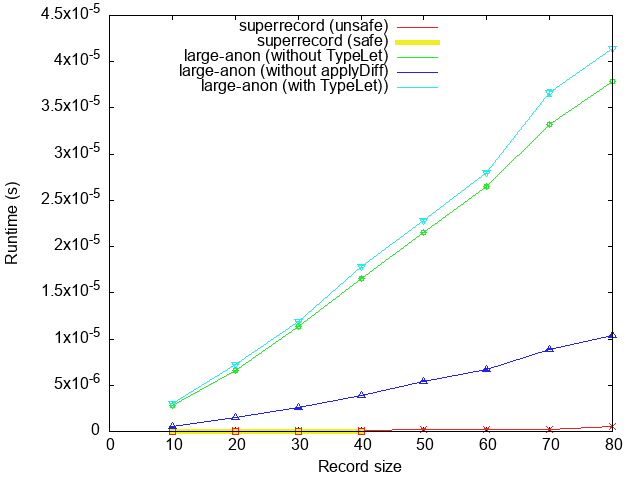 superrecord (unsafe)
superrecord (safe)
large-anon (without TypeLet)
large-anon (without applyDiff)
large-anon (with TypeLet))
4.5x10-5
4x10-5
3.5x10-5
3x10-5
2.5x10-5
2x10-5
1.5x10-5
1x10-5
5x10-6
0
Runtime (s)
0 10 20 30 40 50 60 70 80
Record size